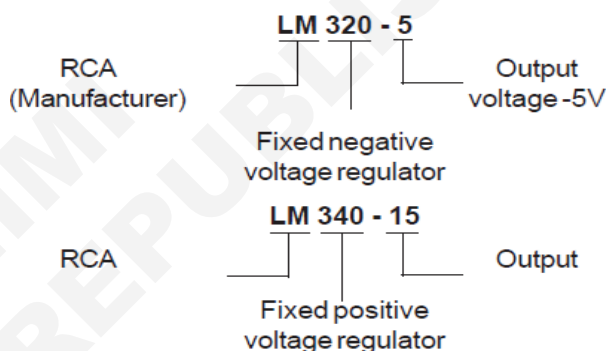 LM 320 - 5
RCA
(Manufacturer)
Output
voltage -5V
Fixed negative
voltage regulator
LM 340 - 15
RCA
Output
Fixed positive
voltage regulator